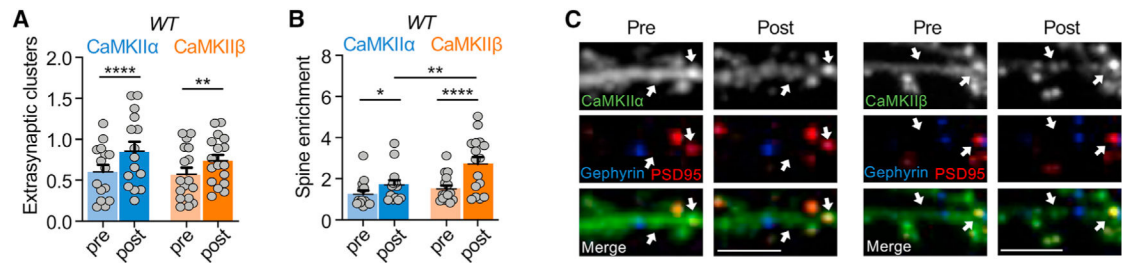 A
WT
CaMKIIα CaMKIIβ
Extrasynaptic clusters
2.0
1.5
1.0
0.5
0.0
**** **
pre post pre post
B
WT
CaMKIIα CaMKIIβ
Spine enrichment
8
6
4
2
0
**
* ****
pre post pre post
C
Pre Post Pre Post
CaMKIIα CaMKIIβ
Gephyrin PSD95 Gephyrin PSD95
Merge Merge